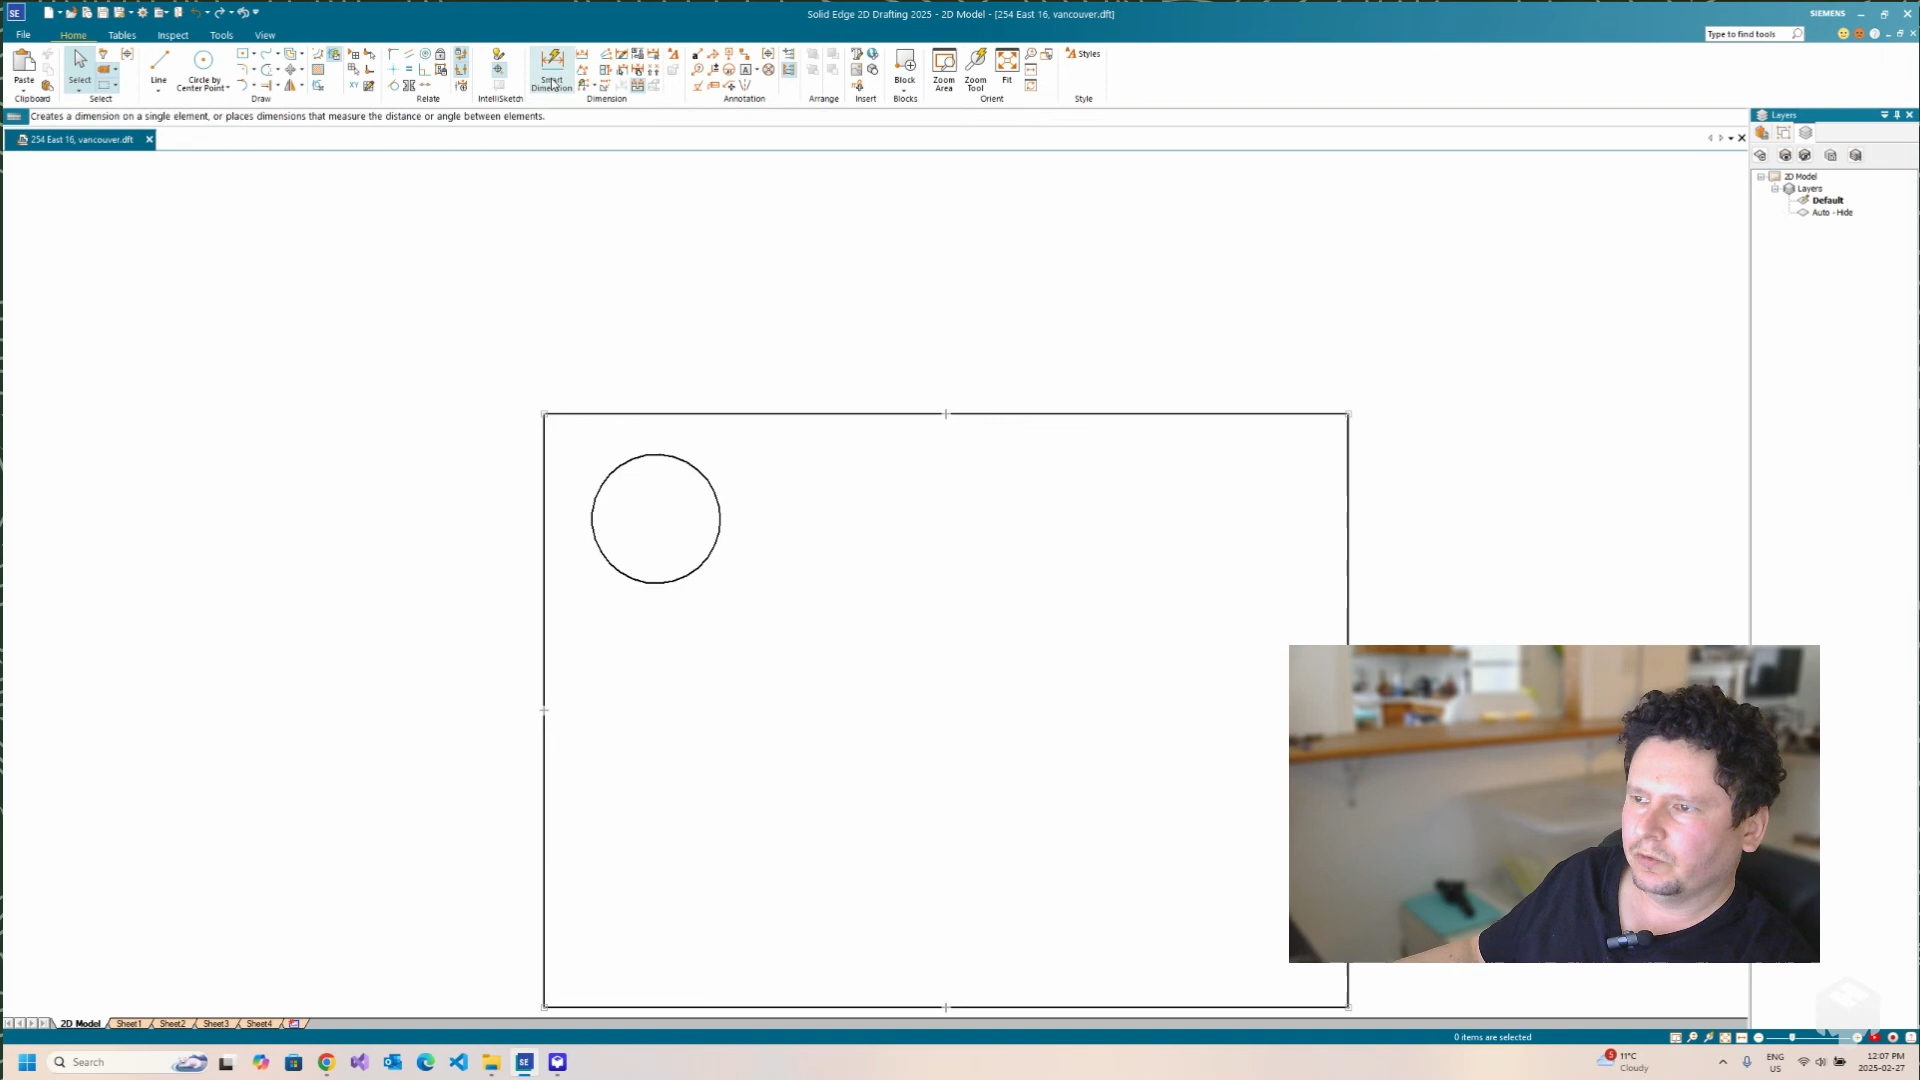 SE
Solid Edge 2D Drafting 2025 - 2D Model - [254 East 16, vancouver.dft]
SIEMENS
File
Home
Tables
Inspect
Tools
View
Type to find tools
Paste
Select
Line
Circle by
Center Point
Smart
Dimension
Block
Zoom
Area
Zoom
Tool
Fit
Styles
Clipboard
Select
Draw
Relate
IntelliSketch
Dimension
Annotation
Arrange
Insert
Blocks
Orient
Style
Creates a dimension on a single element, or places dimensions that measure the distance or angle between elements.
Layers
254 East 16, vancouver.dft
2D Model
Layers
Default
Auto - Hide
2D Model
Sheet1
Sheet2
Sheet3
Sheet4
0 items are selected
Search
SE
5
11°C
Cloudy
ENG
US
12:07 PM
2025-02-27